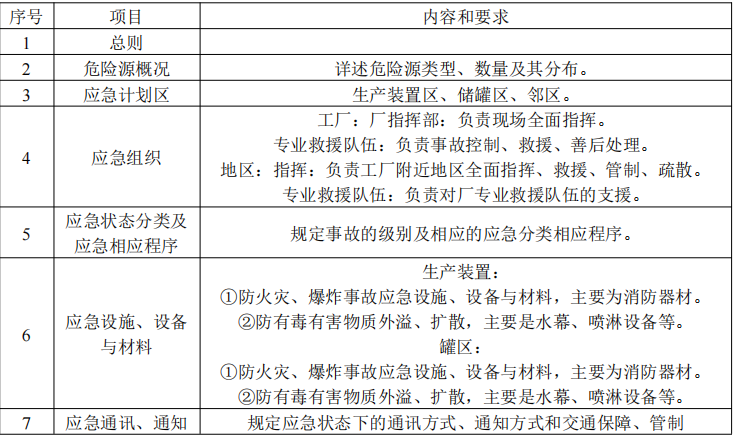 序号 项目 内容和要求
1 总则
2 危险源概况 详述危险源类型、数量及其分布。
3 应急计划区 生产装置区、储罐区、邻区。
4 应急组织
工厂：厂指挥部：负责现场全面指挥。
专业救援队伍：负责事故控制、救援、善后处理。
地区：指挥：负责工厂附近地区全面指挥、救援、管制、疏散。
专业救援队伍：负责对厂专业救援队伍的支援。
5 应急状态分类及
应急相应程序
规定事故的级别及相应的应急分类相应程序。
6 应急设施、设备
与材料
生产装置：
①防火灾、爆炸事故应急设施、设备与材料，主要为消防器材。
②防有毒有害物质外溢、扩散，主要是水幕、喷淋设备等。
罐区：
①防火灾、爆炸事故应急设施、设备与材料，主要为消防器材。
②防有毒有害物质外溢、扩散，主要是水幕、喷淋设备等。
7 应急通讯、通知 规定应急状态下的通讯方式、通知方式和交通保障、管制